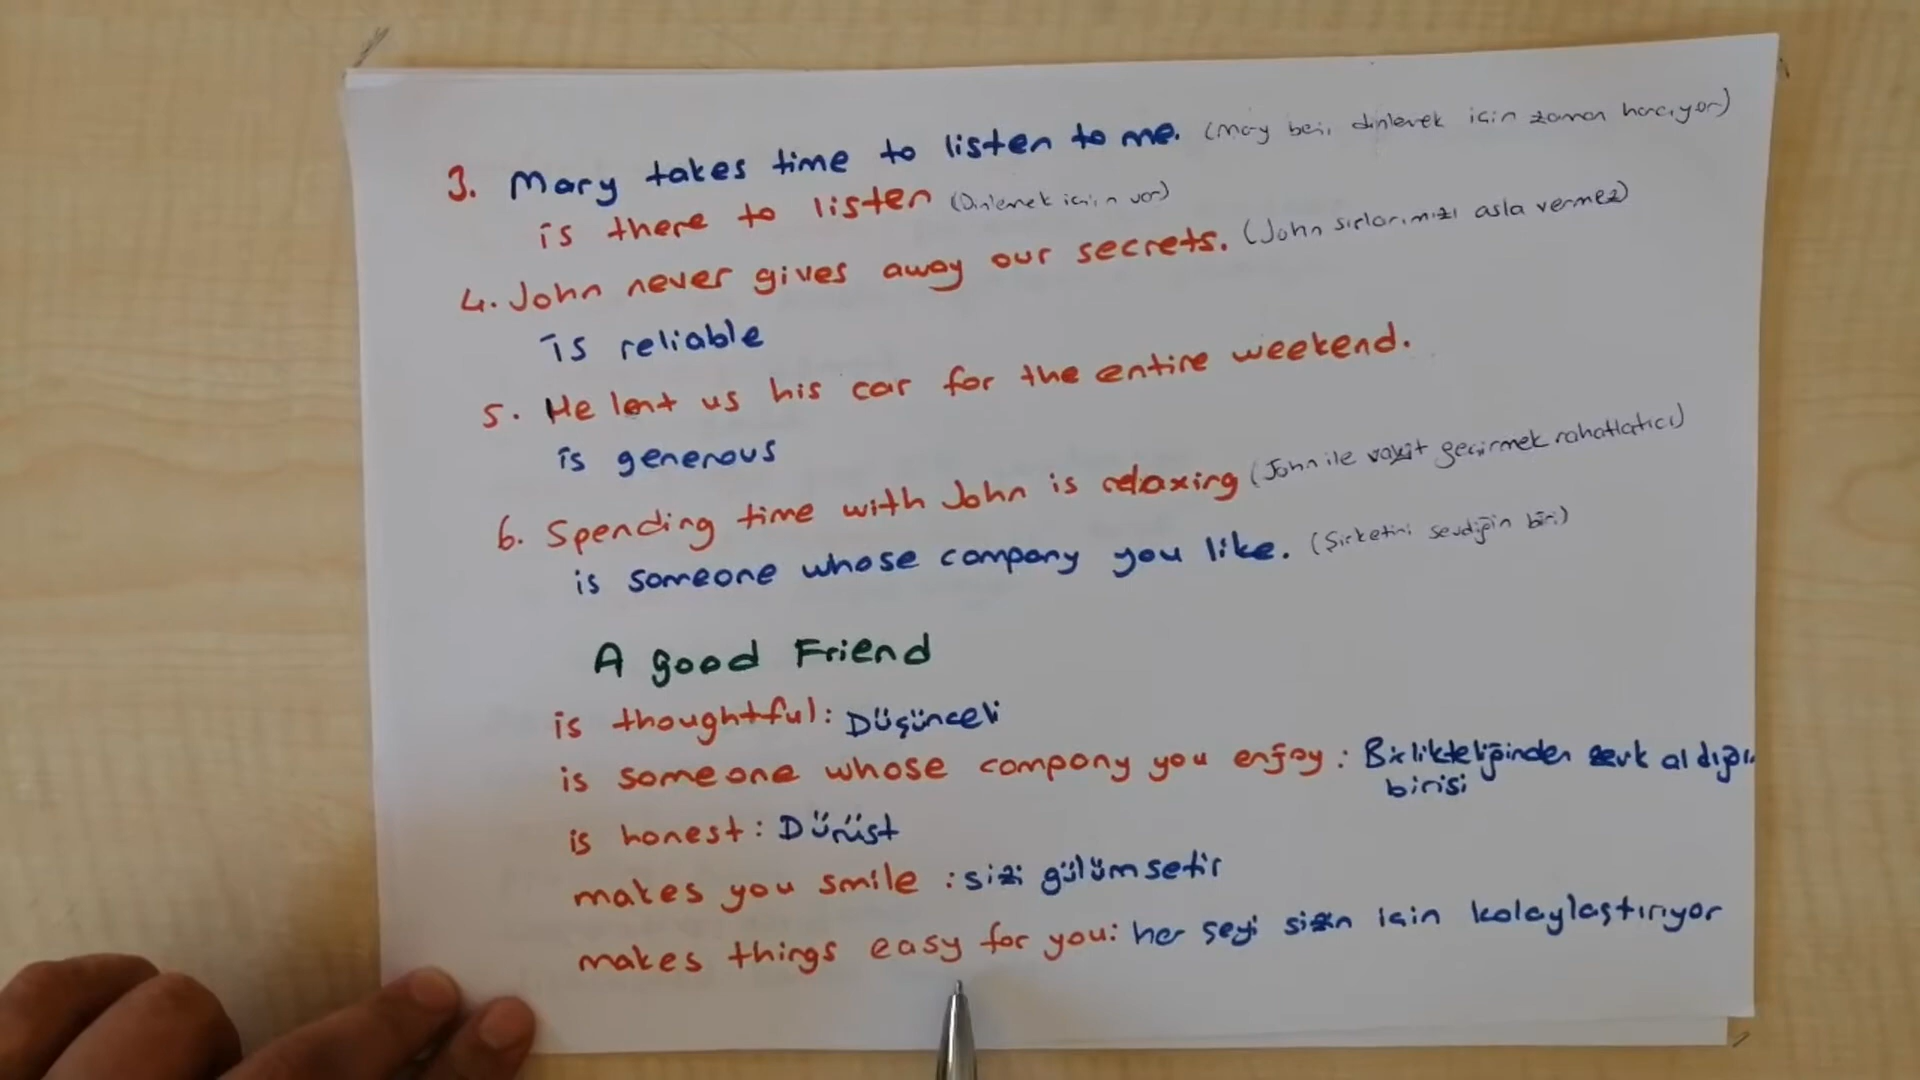 3. Mary takes time to listen to me. (May beni dinlemek için zaman harcıyor)
is there to listen (Dinlemek için var)
4. John never gives away our secrets. (John sırlarımızı asla vermez)
is reliable
5. He lent us his car for the entire weekend.
is generous
6. Spending time with John is relaxing (John ile vakit geçirmek rahatlatıcı)
is someone whose company you like. (Şirketini sevdiğin biri)
A good Friend
is thoughtful: Düşünceli
is someone whose company you enjoy: Birlikteliğinden zevk aldığın
birisi
is honest: Dürüst
makes you smile: sizi gülümsetir
makes things easy for you: her şeyi sizin için kolaylaştırıyor